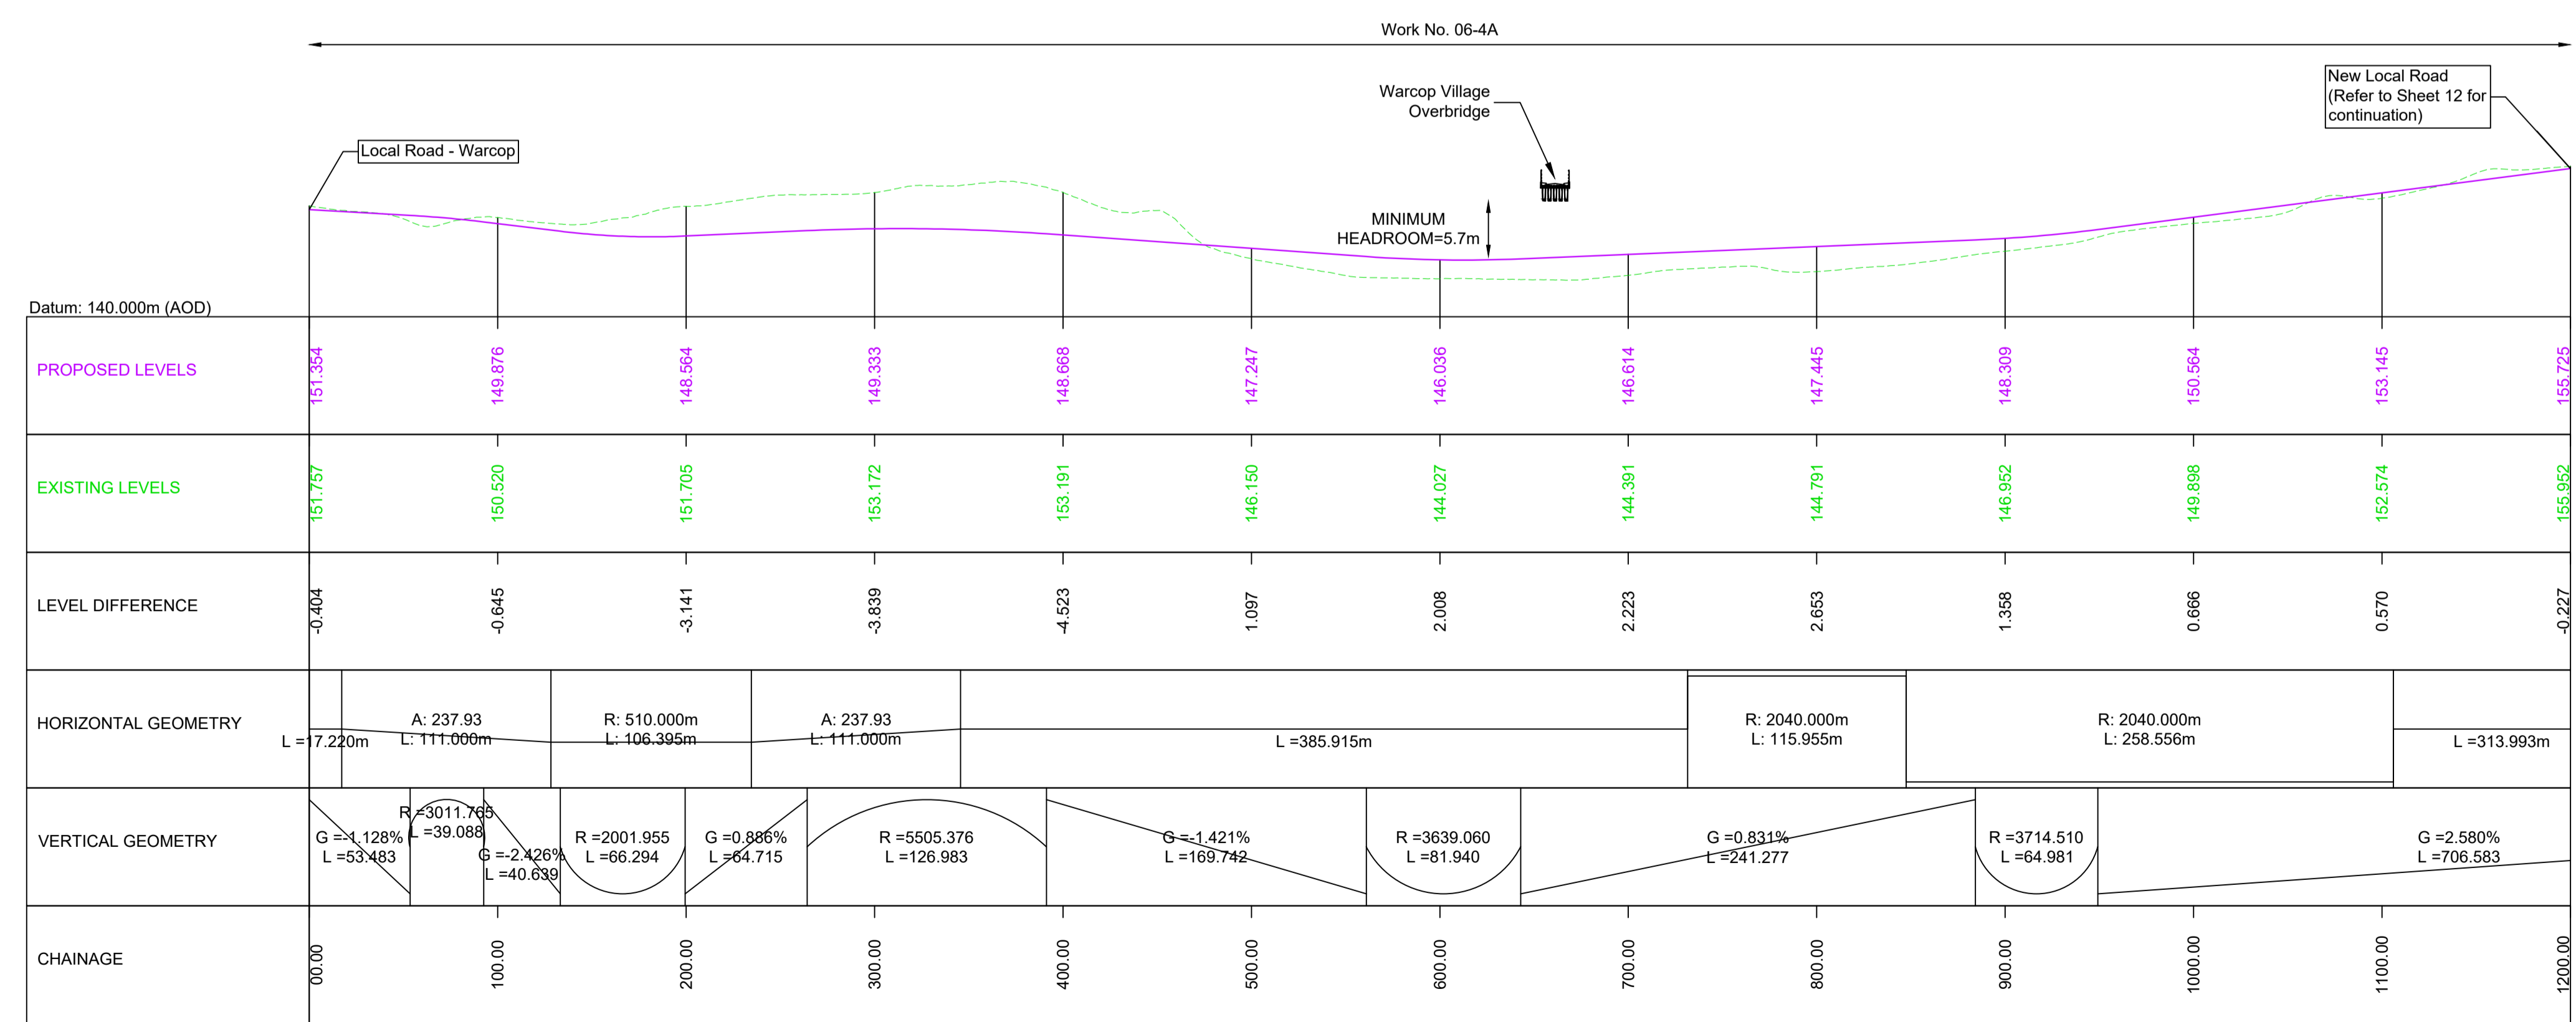 Work No. 06-4A
Warcop Village
Overbridge
New Local Road
(Refer to Sheet 12 for
continuation)
Local Road - Warcop
MINIMUM
HEADROOM=5.7m
Datum: 140.000m (AOD)
PROPOSED LEVELS
151.354
149.876
148.564
149.333
148.668
147.247
146.036
146.614
147.445
148.309
150.564
153.145
155.725
EXISTING LEVELS
151.757
150.520
151.705
153.172
153.191
146.150
144.027
144.391
144.791
146.952
149.898
152.574
155.952
LEVEL DIFFERENCE
-0.404
-0.645
-3.141
-3.839
-4.523
1.097
2.008
2.223
2.653
1.358
0.666
0.570
-0.227
HORIZONTAL GEOMETRY
L =17.220m
A: 237.93
L: 111.000m
R: 510.000m
L: 106.395m
A: 237.93
L: 111.000m
L =385.915m
R: 2040.000m
L: 115.955m
R: 2040.000m
L: 258.556m
L =313.993m
VERTICAL GEOMETRY
G =-1.128%
L =53.483
R =3011.765
L =39.088
G =-2.426%
L =40.639
R =2001.955
L =66.294
G =0.886%
L =64.715
R =5505.376
L =126.983
G =-1.421%
L =169.742
R =3639.060
L =81.940
G =0.831%
L =241.277
R =3714.510
L =64.981
G =2.580%
L =706.583
CHAINAGE
00.00
100.00
200.00
300.00
400.00
500.00
600.00
700.00
800.00
900.00
1000.00
1100.00
1200.00